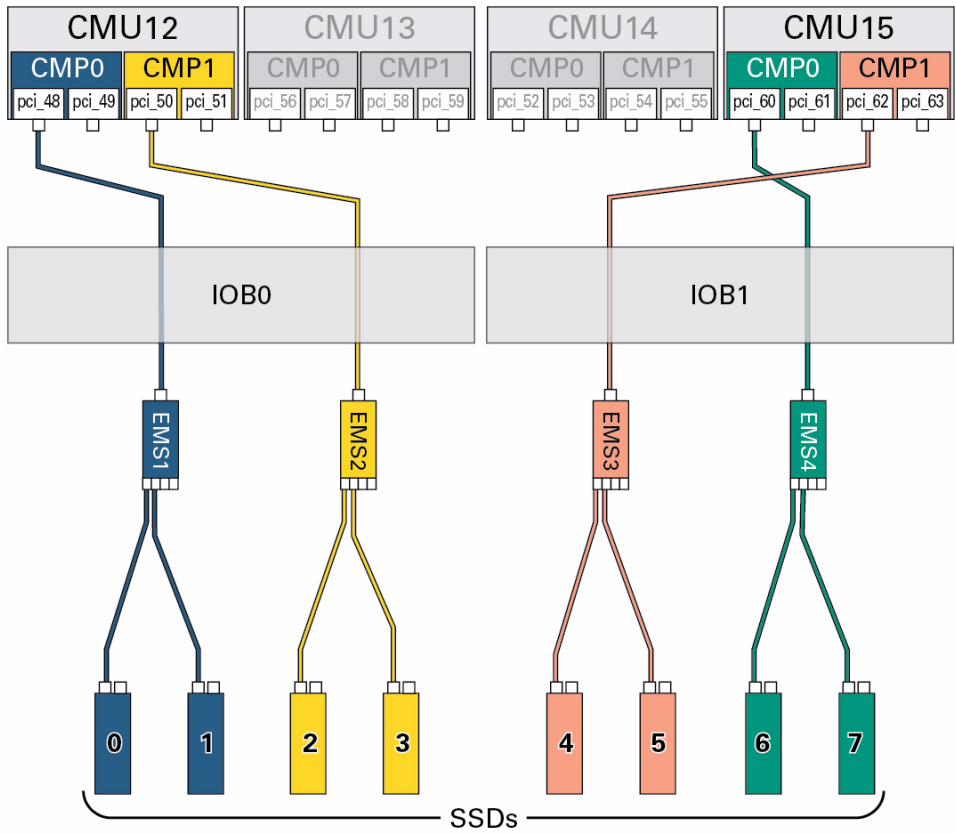 CMU12 CMU13 CMU14 CMU15
CMP0 CMP1 CMP0 CMP1 CMP0 CMP1 CMP0 CMP1
pci_48 pci_49 pci_50 pci_51 pci_56 pci_57 pci_58 pci_59 pci_52 pci_53 pci_54 pci_55 pci_60 pci_61 pci_62 pci_63
IOB0 IOB1
EMS1 EMS2 EMS3 EMS4
0 1 2 3 4 5 6 7
SSDs